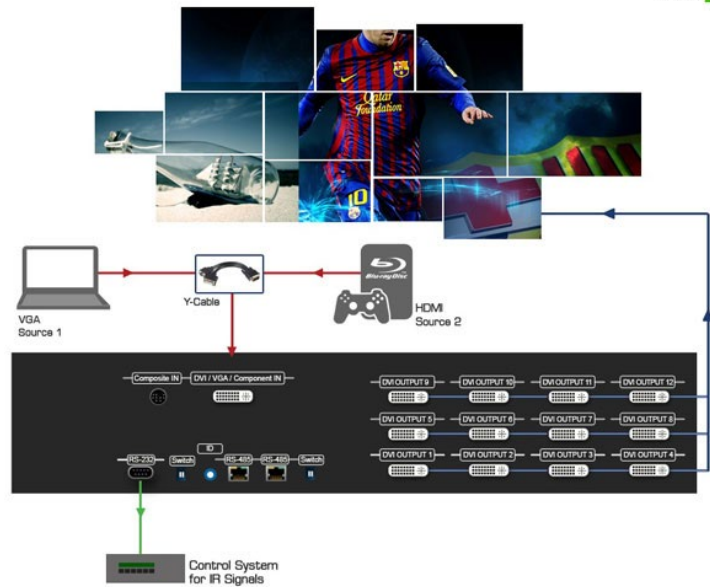 Qatar
Foundation
10
VGA
Source 1
Y-Cable
Blu-ray Disc
HDMI
Source 2
Composite IN
DVI / VGA / Component IN
DVI OUTPUT 9
DVI OUTPUT 10
DVI OUTPUT 11
DVI OUTPUT 12
DVI OUTPUT 5
DVI OUTPUT 6
DVI OUTPUT 7
DVI OUTPUT 8
ID
RS-232
Switch
RS-485
RS-485
Switch
DVI OUTPUT 1
DVI OUTPUT 2
DVI OUTPUT 3
DVI OUTPUT 4
Control System
for IR Signals